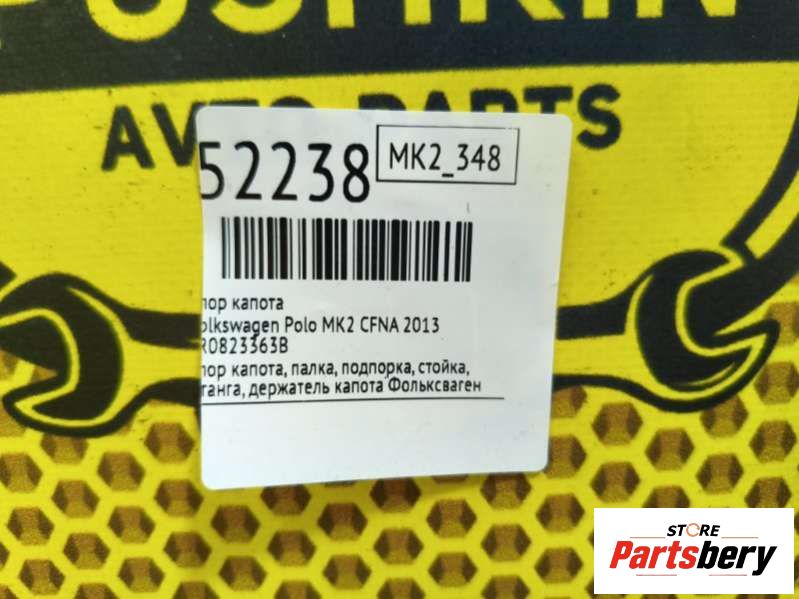 PUSHKIN
AVTO PARTS
52238
MK2_348
пор капота
olkswagen Polo MK2 CFNA 2013
R0823363B
пор капота, палка, подпорка, стойка,
танга, держатель капота Фольксваген
STORE
Partsbery